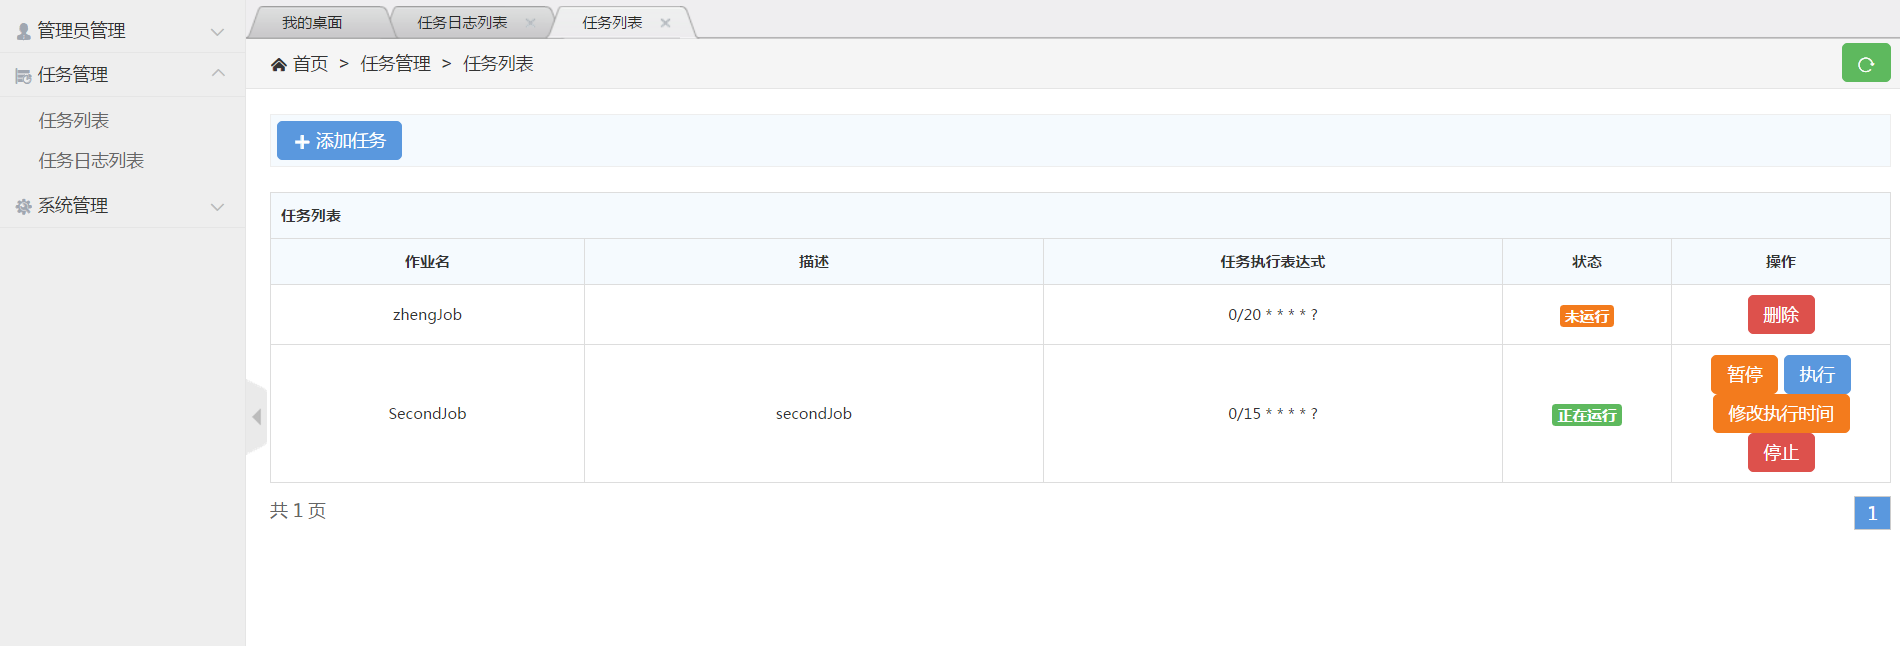 管理员管理
任务管理
任务列表
任务日志列表
系统管理
我的桌面 任务日志列表 任务列表
首页 > 任务管理 > 任务列表
添加任务
任务列表
作业名 描述 任务执行表达式 状态 操作
zhengJob 0/20 * * * * ? 未运行 删除
SecondJob secondJob 0/15 * * * * ? 正在运行 暂停 执行
修改执行时间
停止
共 1 页 1